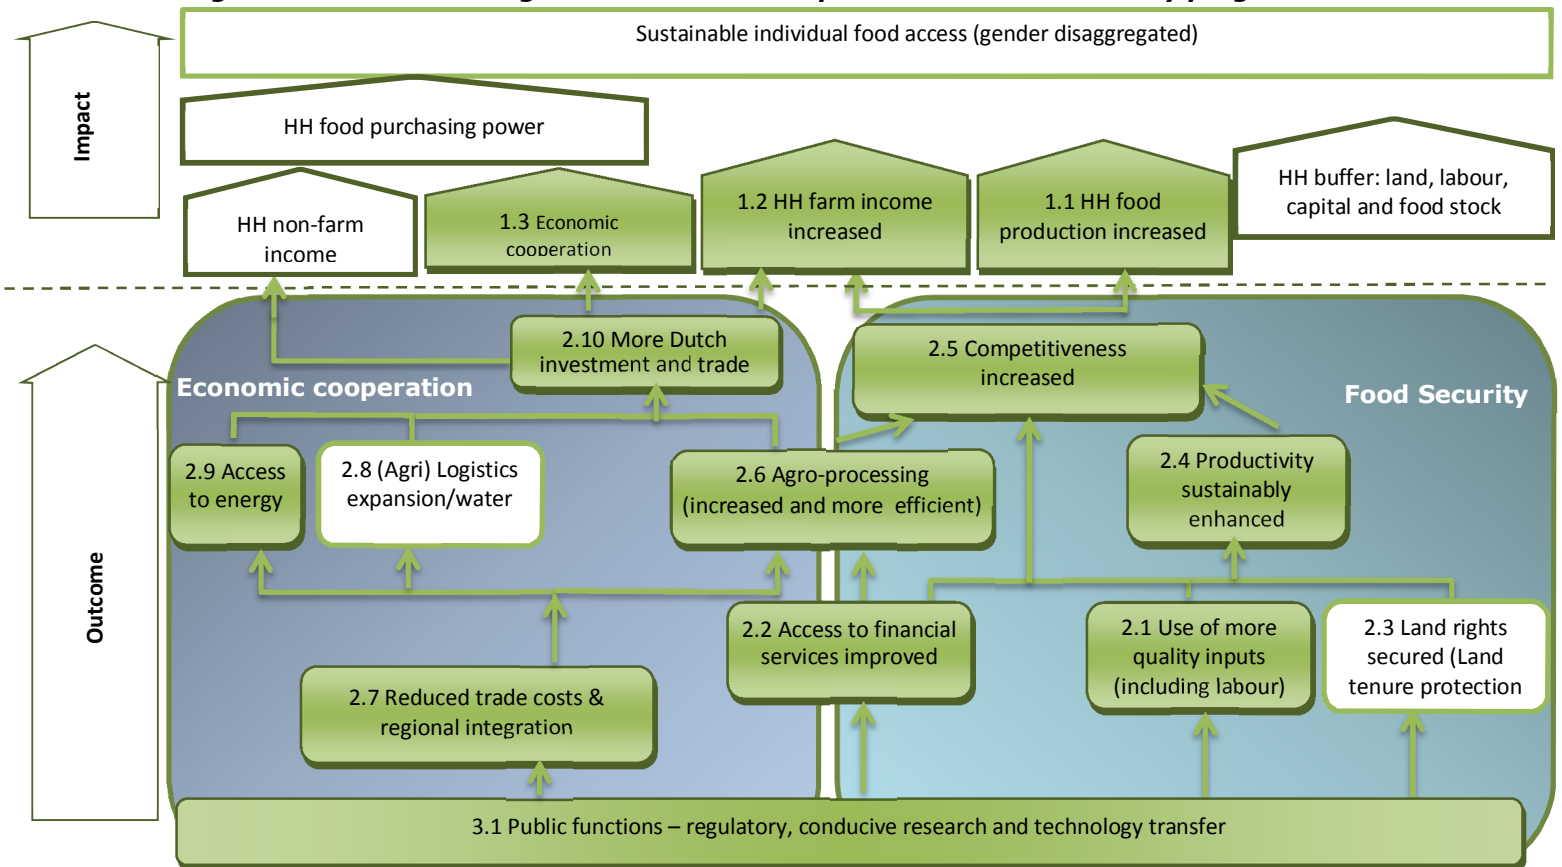 Sustainable individual food access (gender disaggregated)
Impact
HH food purchasing power
HH non-farm
income
1.3 Economic
cooperation
1.2 HH farm income
increased
1.1 HH food
production increased
HH buffer: land, labour,
capital and food stock
2.10 More Dutch
investment and trade
2.5 Competitiveness
increased
Economic cooperation
Food Security
2.9 Access
to energy
2.8 (Agri) Logistics
expansion/water
2.6 Agro-processing
(increased and more efficient)
2.4 Productivity
sustainably
enhanced
Outcome
2.2 Access to financial
services improved
2.1 Use of more
quality inputs
(including labour)
2.3 Land rights
secured (Land
tenure protection
2.7 Reduced trade costs &
regional integration
3.1 Public functions – regulatory, conducive research and technology transfer